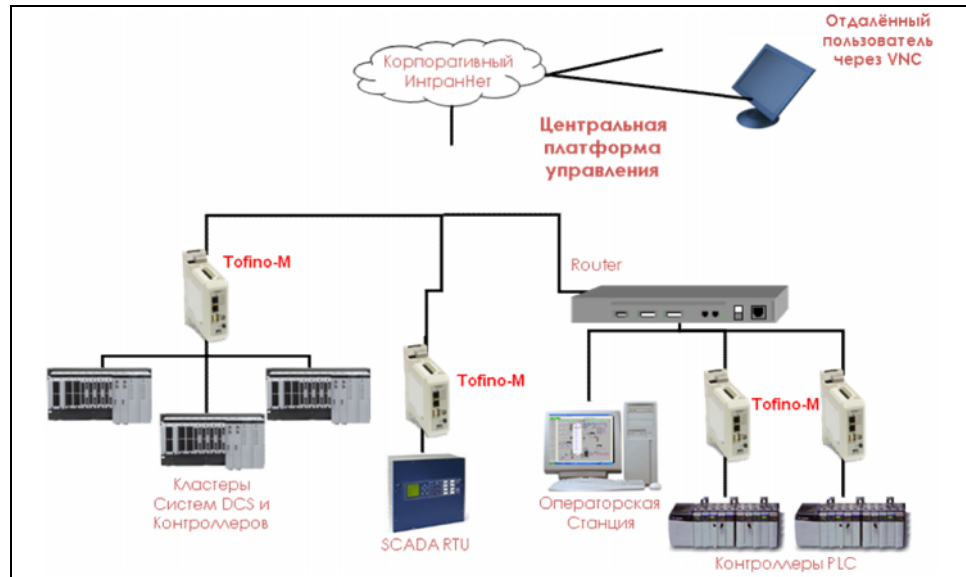 Отдалённый
пользователь
через VNC
Корпоративный
ИнтранНет
Центральная
платформа
управления
Tofino-M
Router
Tofino-M
Tofino-M
Кластеры
Систем DCS и
Контроллеров
SCADA RTU
Операторская
Станция
Контроллеры PLC